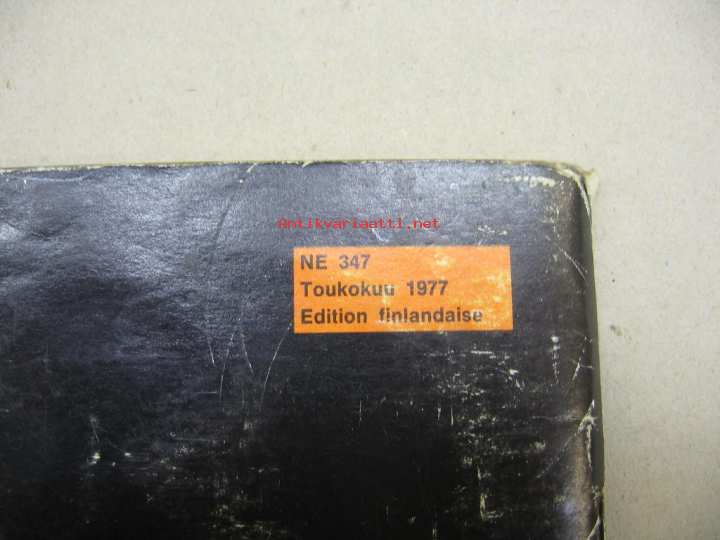 Antikvariaatti.net
NE 347
Toukokuu 1977
Edition finlandaise